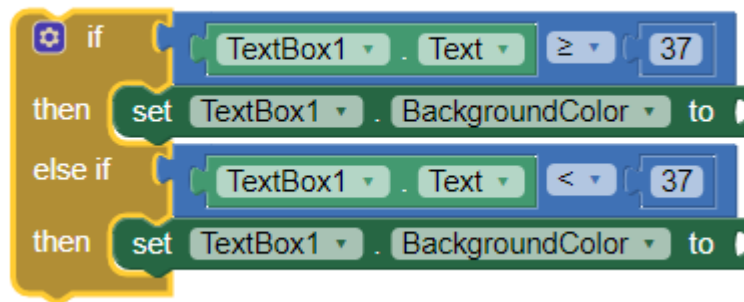 if TextBox1 . Text ≥ 37
then set TextBox1 . BackgroundColor to
else if TextBox1 . Text < 37
then set TextBox1 . BackgroundColor to